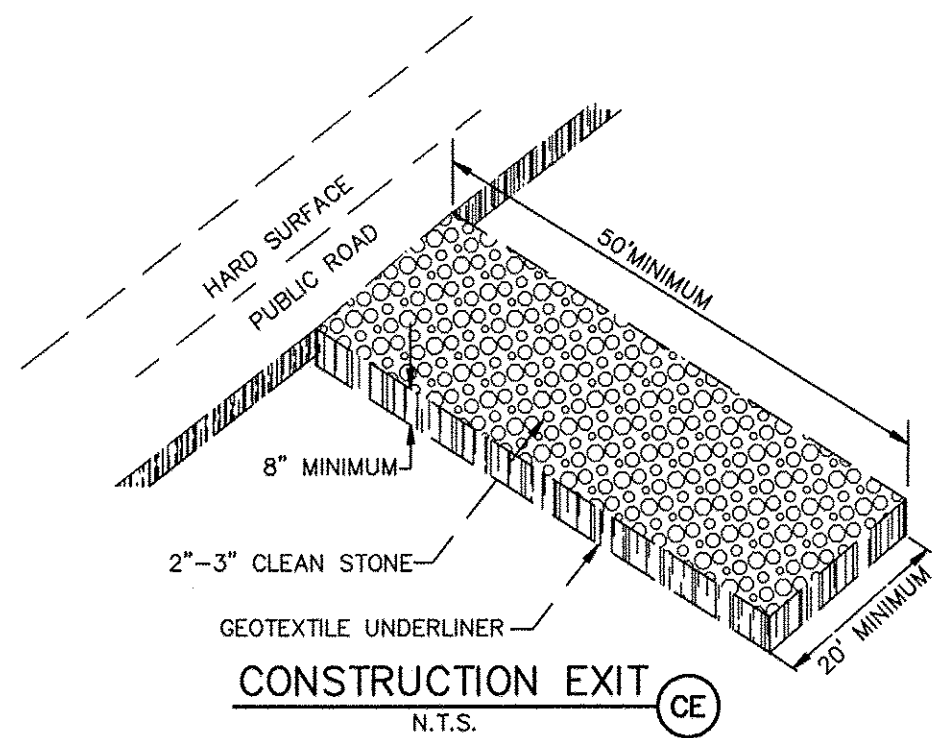 HARD SURFACE
PUBLIC ROAD
50'MINIMUM
8" MINIMUM
2"-3" CLEAN STONE
GEOTEXTILE UNDERLINER
20' MINIMUM
CONSTRUCTION EXIT
CE
N.T.S.